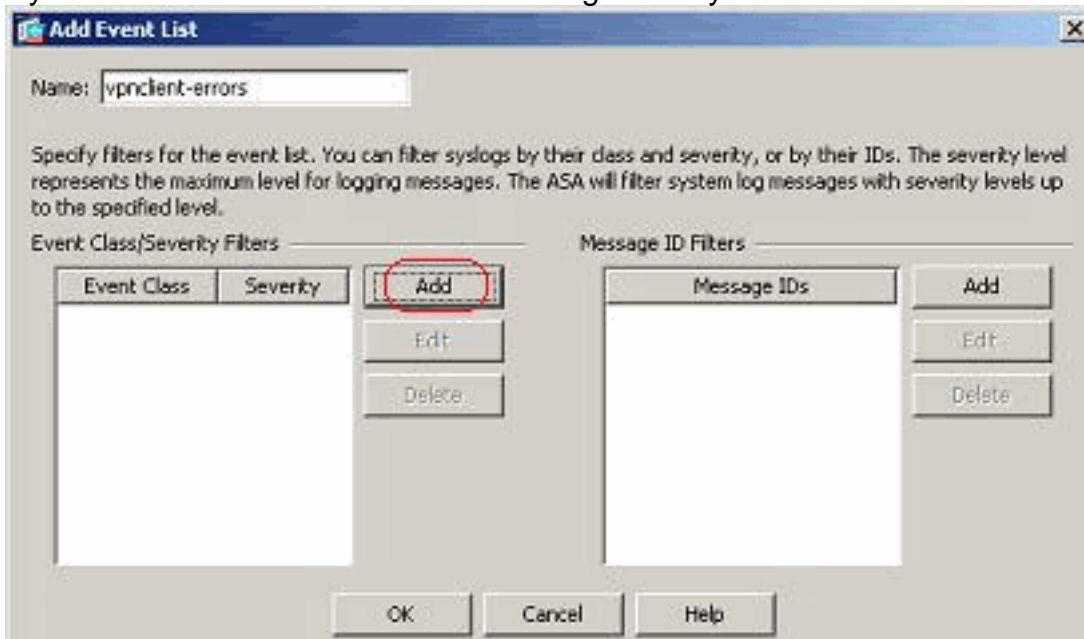 Add Event List
Name: vpnclient-errors
Specify filters for the event list. You can filter syslogs by their class and severity, or by their IDs. The severity level
represents the maximum level for logging messages. The ASA will filter system log messages with severity levels up
to the specified level.
Event Class/Severity Filters
Event Class Severity Add
Edit
Delete
Message ID Filters
Message IDs Add
Edit
Delete
OK Cancel Help